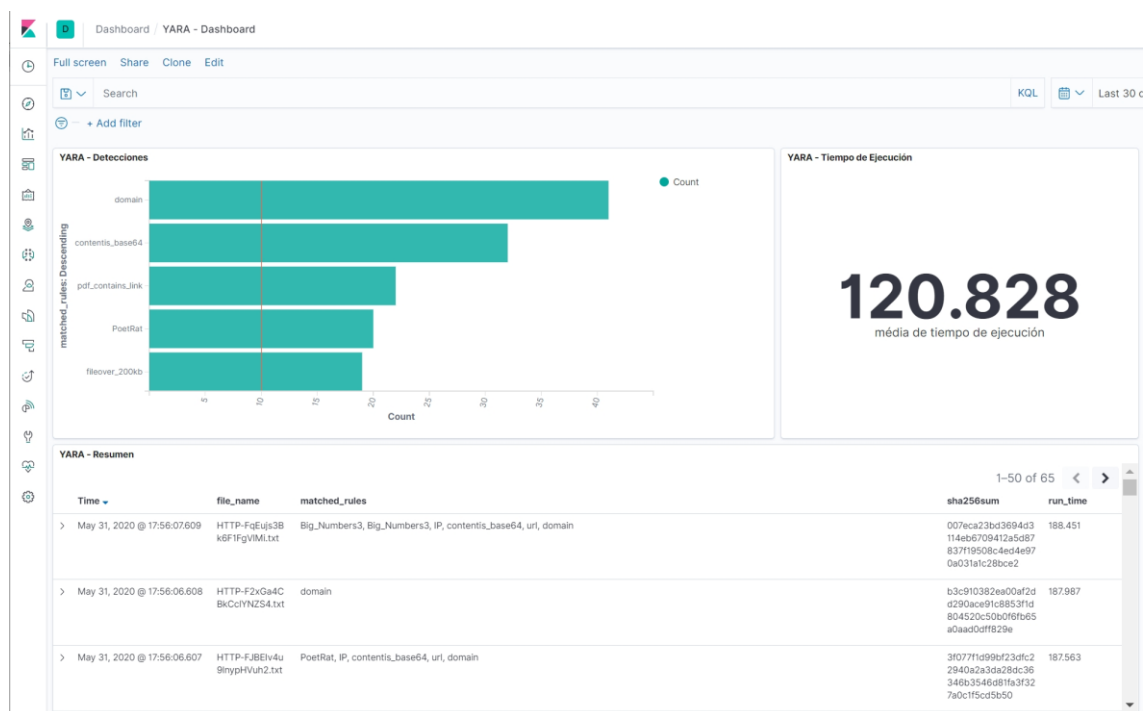 D Dashboard / YARA - Dashboard
Full screen Share Clone Edit
Search KQL Last 30
+ Add filter
YARA - Detecciones
Count
matched_rules: Descending
domain
contentis_base64
pdf_contains_link
PoetRat
fileover_200kb
5 10 15 20 25 30 35 40
Count
YARA - Tiempo de Ejecución
120.828
média de tiempo de ejecución
YARA - Resumen
1–50 of 65
Time file_name matched_rules sha256sum run_time
May 31, 2020 @ 17:56:07.609 HTTP-FqEujs3B Big_Numbers3, Big_Numbers3, IP, contentis_base64, url, domain 007eca23bd3694d3 188.451
k6F1FgVlMi.txt 114eb6709412a5d87
837f19508c4ed4e97
0a031a1c28bce2
May 31, 2020 @ 17:56:06.608 HTTP-F2xGa4C domain b3c910382ea00af2d 187.987
BkCclYNZS4.txt d290ace91c8853f1d
804520c50b0f6fb65
a0aad0dff829e
May 31, 2020 @ 17:56:06.607 HTTP-FJBElv4u PoetRat, IP, contentis_base64, url, domain 3f077f1d99bf23dfc2 187.563
9InypHVuh2.txt 2940a2a3da28dc36
346b3546d81fa3f32
7a0c1f5cd5b50